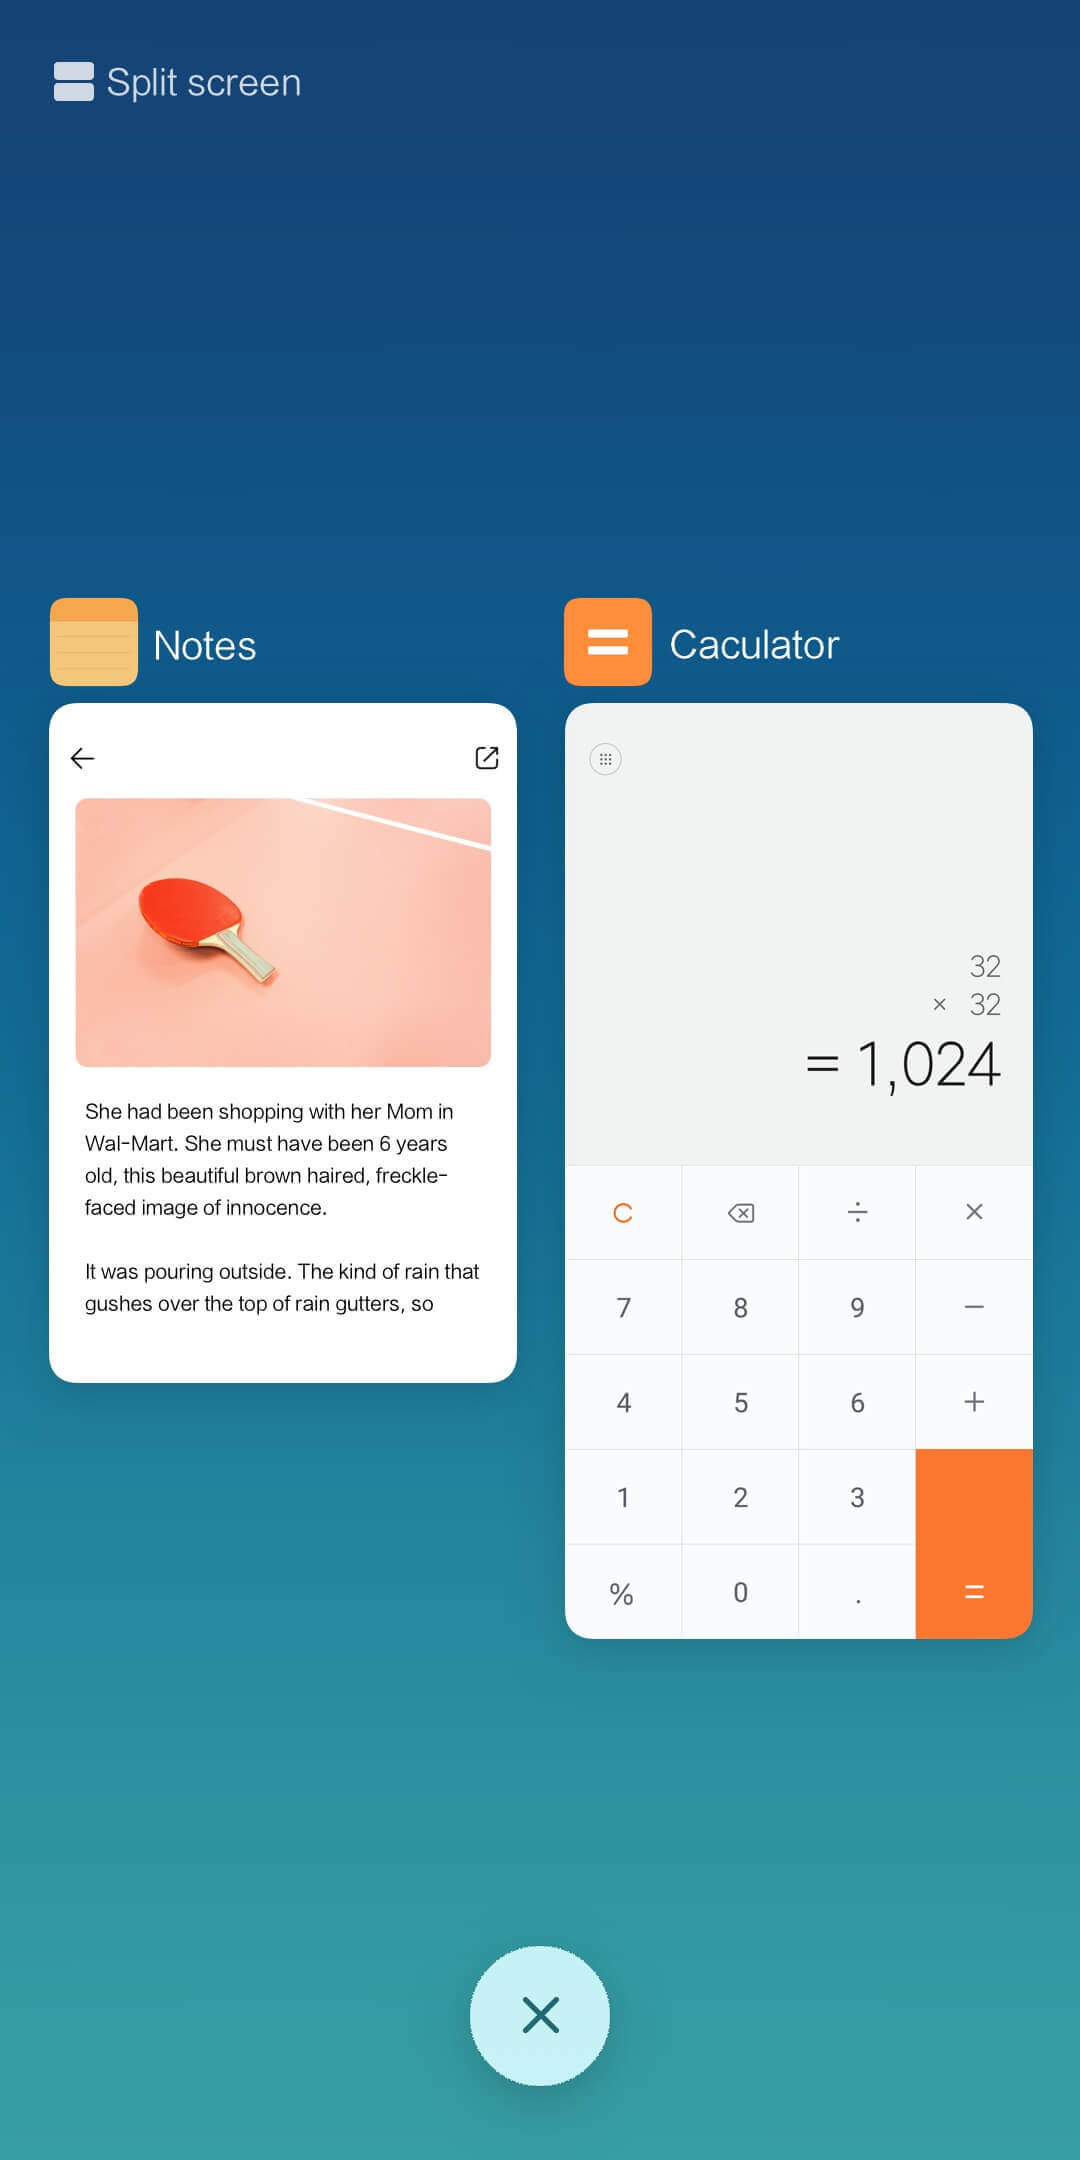 Split screen
Notes
She had been shopping with her Mom in
Wal-Mart. She must have been 6 years
old, this beautiful brown haired, freckle-
faced image of innocence.
It was pouring outside. The kind of rain that
gushes over the top of rain gutters, so
Caculator
32
× 32
= 1,024
C ÷ ×
7 8 9 −
4 5 6 +
1 2 3
% 0 . =